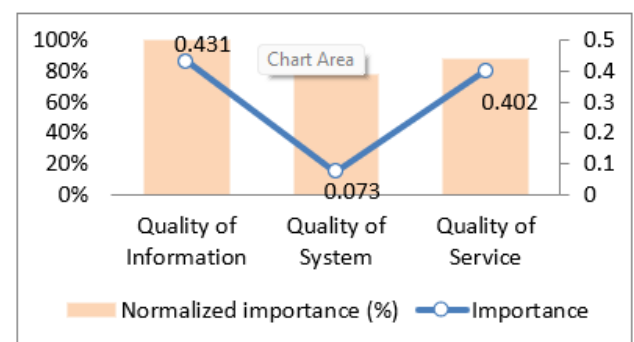 100%
80%
60%
40%
20%
0%
0.431
Chart Area
0.402
0.073
0.5
0.4
0.3
0.2
0.1
0
Quality of
Information
Quality of
System
Quality of
Service
Normalized importance (%)
Importance